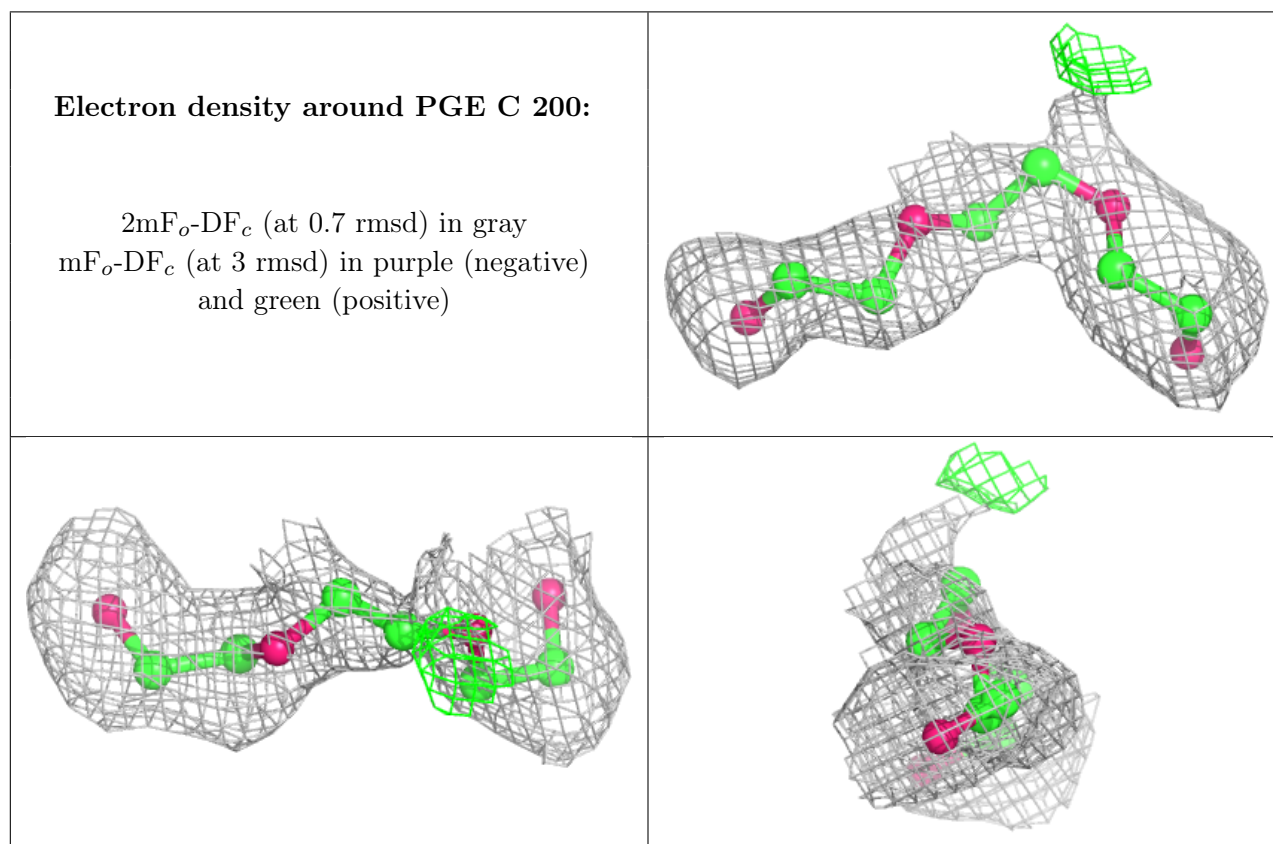 Electron density around PGE C 200:
2mFo-DFc (at 0.7 rmsd) in gray
mFo-DFc (at 3 rmsd) in purple (negative)
and green (positive)